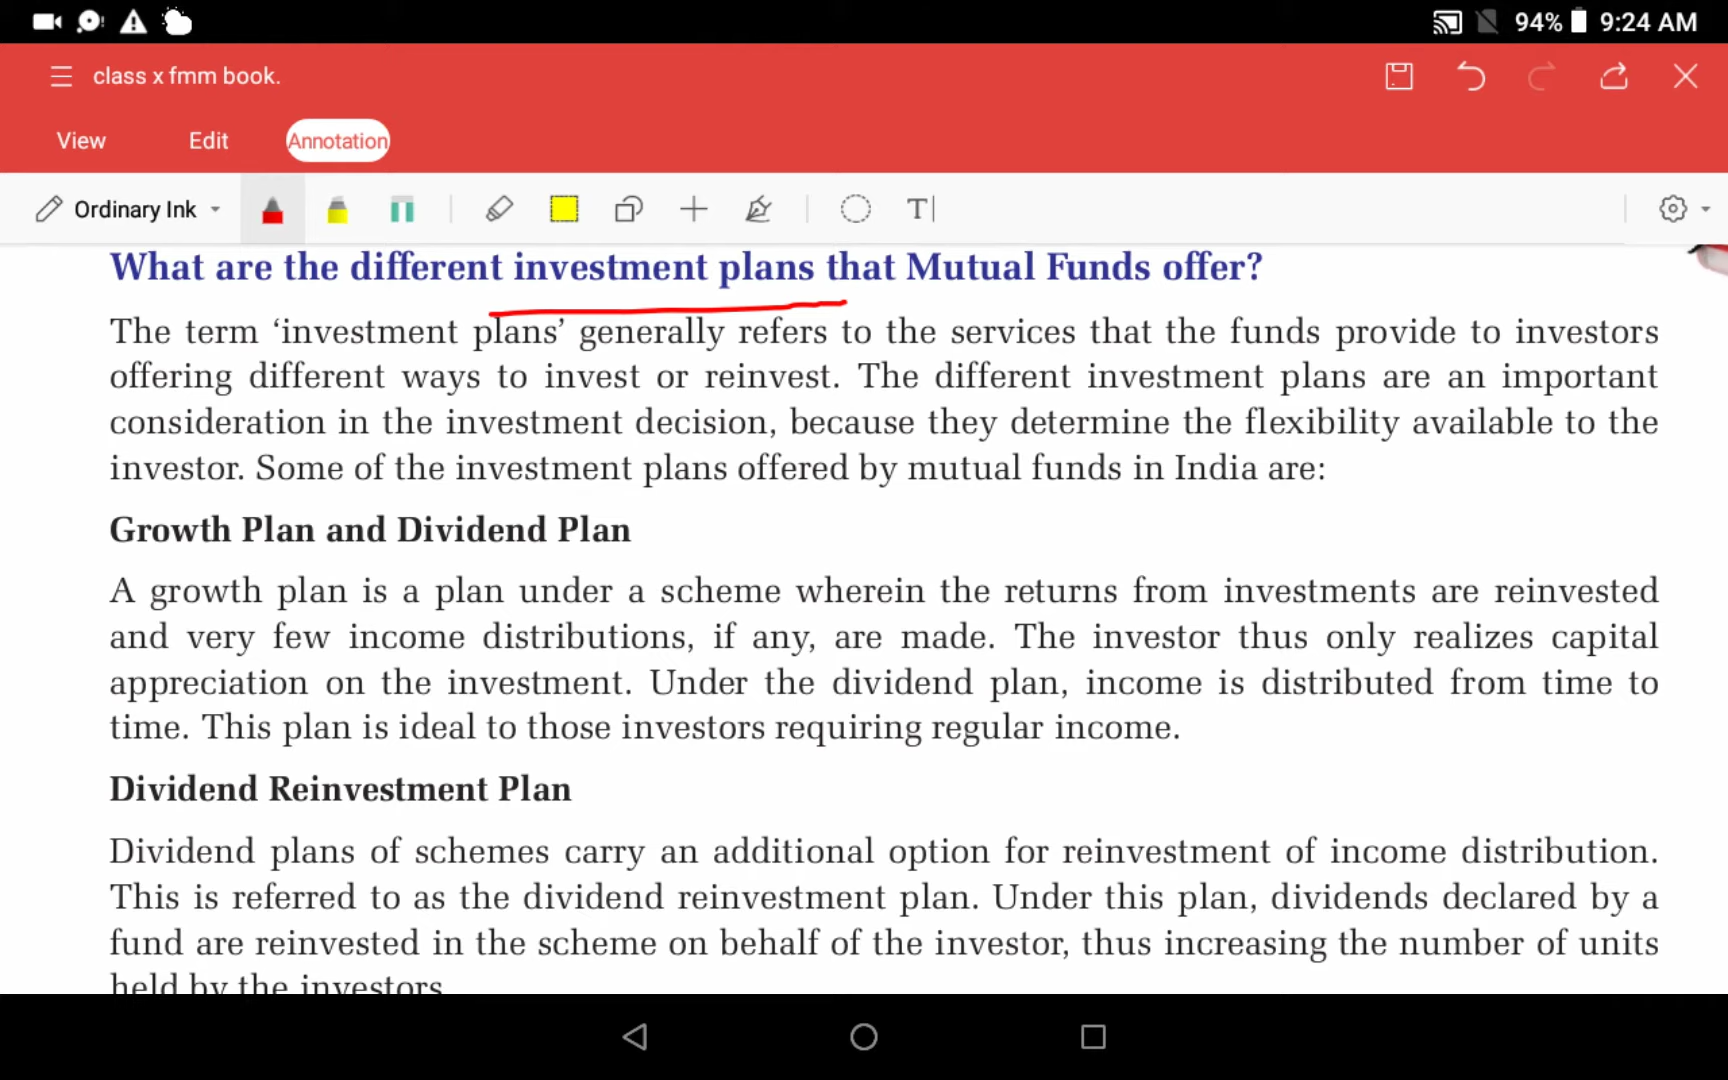 94% 9:24 AM
class x fmm book.
View Edit Annotation
Ordinary Ink T
What are the different investment plans that Mutual Funds offer?
The term ‘investment plans’ generally refers to the services that the funds provide to investors
offering different ways to invest or reinvest. The different investment plans are an important
consideration in the investment decision, because they determine the flexibility available to the
investor. Some of the investment plans offered by mutual funds in India are:
Growth Plan and Dividend Plan
A growth plan is a plan under a scheme wherein the returns from investments are reinvested
and very few income distributions, if any, are made. The investor thus only realizes capital
appreciation on the investment. Under the dividend plan, income is distributed from time to
time. This plan is ideal to those investors requiring regular income.
Dividend Reinvestment Plan
Dividend plans of schemes carry an additional option for reinvestment of income distribution.
This is referred to as the dividend reinvestment plan. Under this plan, dividends declared by a
fund are reinvested in the scheme on behalf of the investor, thus increasing the number of units
held by the investors.